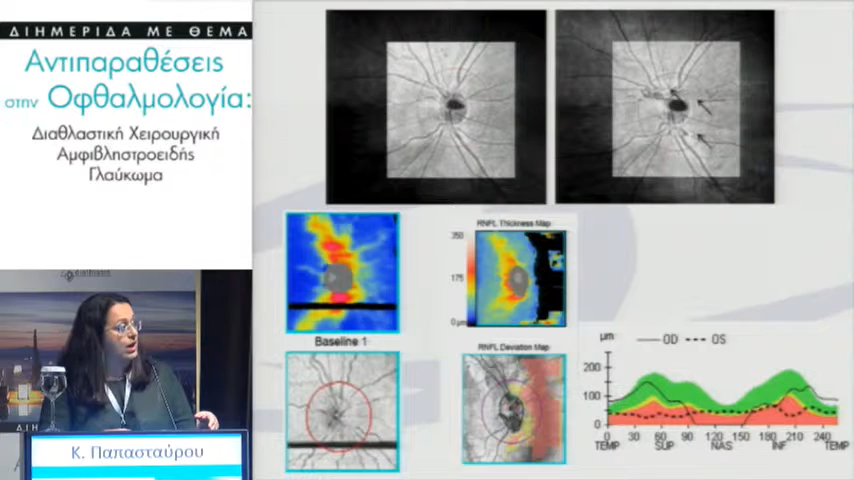 ΔΙΗΜΕΡΙΔΑ ΜΕ ΘΕΜΑ
Αντιπαραθέσεις
στην Οφθαλμολογία:
Διαθλαστική Χειρουργική
Αμφιβληστροειδής
Γλαύκωμα
Κ. Παπασταύρου
Baseline 1
RNFL Thickness Map
350
175
0 μm
RNFL Deviation Map
μm
OD
OS
200
100
0
0 30 60 90 120 150 180 210 240
TEMP SUP NAS INF TEMP